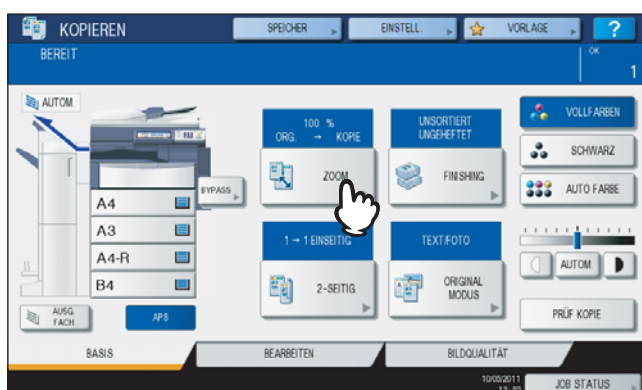 KOPIEREN
SPEICHER
EINSTELL.
VORLAGE
?
BEREIT
OK
1
AUTOM.
100 %
ORG. → KOPIE
ZOOM
UNSORTIERT
UNGEHEFTET
FINISHING
VOLLFARBEN
SCHWARZ
AUTO FARBE
BYPASS
A4
A3
A4-R
B4
1 → 1 EINSEITIG
2-SEITIG
TEXT/FOTO
ORIGINAL
MODUS
AUTOM.
AUSG.
FACH
APS
PRÜF KOPIE
BASIS
BEARBEITEN
BILDQUALITÄT
10/05/2011
JOB STATUS